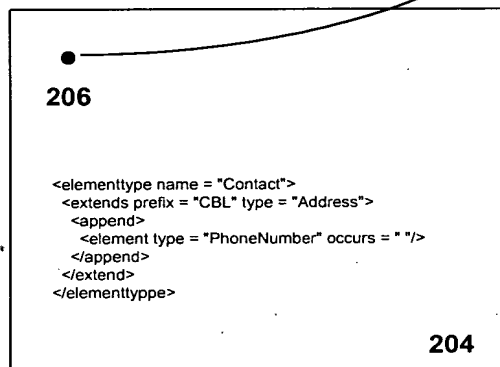 206
<elementtype name = "Contact">
<extends prefix = "CBL" type = "Address">
<append>
<element type = "PhoneNumber" occurs = " "/>
</append>
</extend>
</elementtyppe>
204